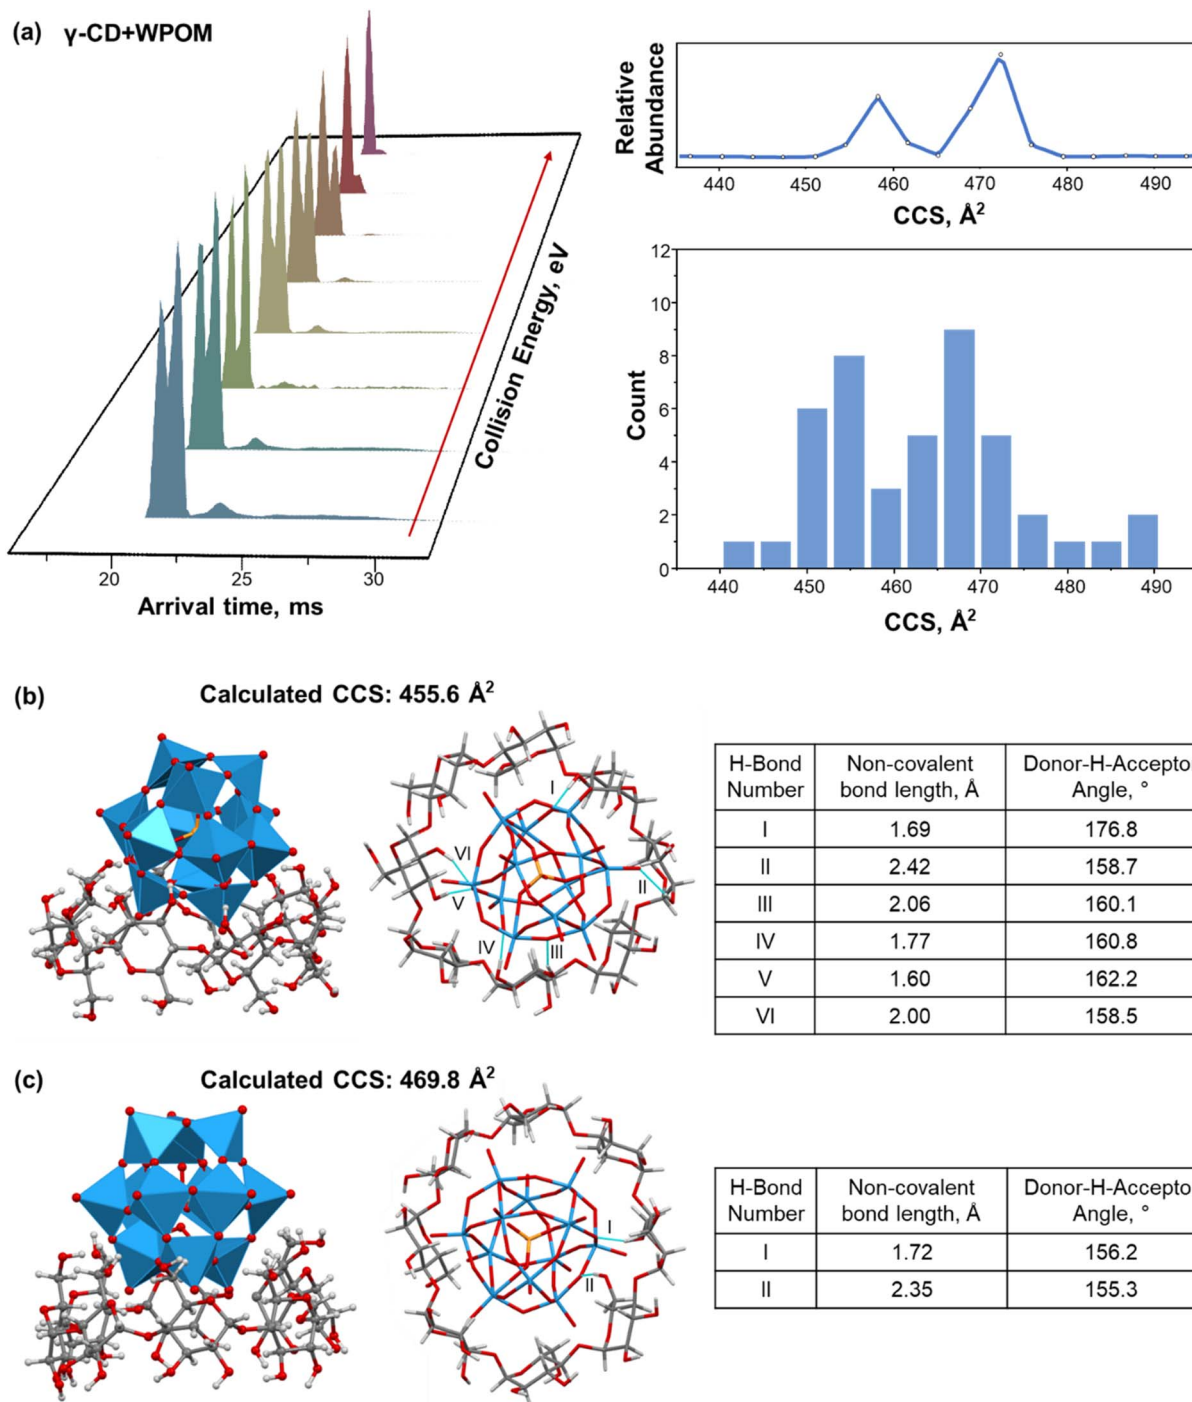 (a) γ-CD+WPOM
20
25
30
Arrival time, ms
Collision Energy, eV
Relative
Abundance
440
450
460
470
480
490
CCS, Å²
12
10
8
6
4
2
0
Count
440
450
460
470
480
490
CCS, Å²
(b)
Calculated CCS: 455.6 Å²
I
II
III
IV
V
VI
H-Bond Number | Non-covalent bond length, Å | Donor-H-Accepto Angle, °
I | 1.69 | 176.8
II | 2.42 | 158.7
III | 2.06 | 160.1
IV | 1.77 | 160.8
V | 1.60 | 162.2
VI | 2.00 | 158.5
(c)
Calculated CCS: 469.8 Å²
I
II
H-Bond Number | Non-covalent bond length, Å | Donor-H-Accepto Angle, °
I | 1.72 | 156.2
II | 2.35 | 155.3